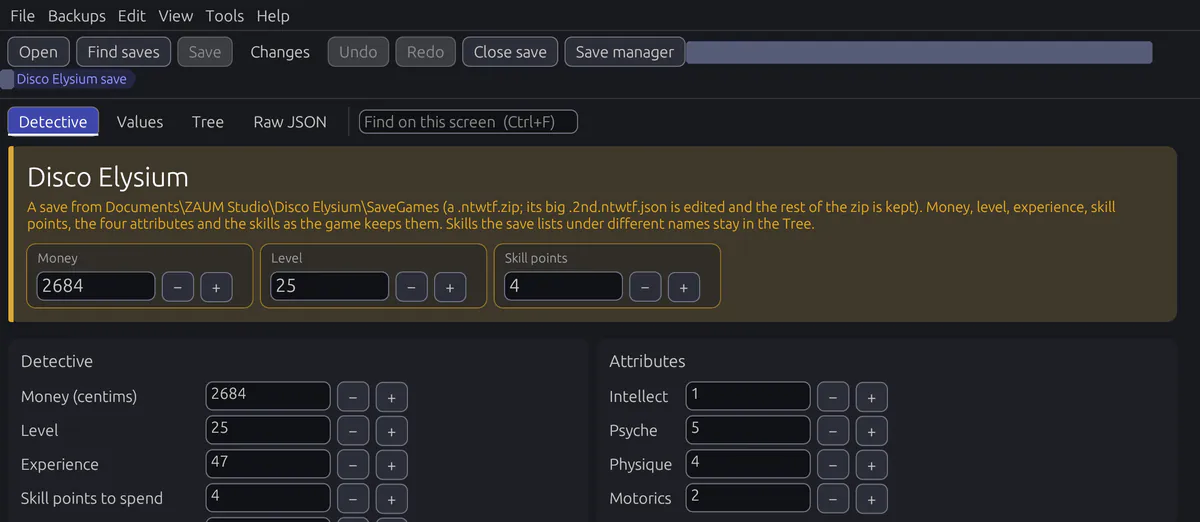 File Backups Edit View Tools Help
Open Find saves Save Changes Undo Redo Close save Save manager
Disco Elysium save
Detective Values Tree Raw JSON Find on this screen (Ctrl+F)
Disco Elysium
A save from Documents\ZAUM Studio\Disco Elysium\SaveGames (a .ntwtf.zip; its big .2nd.ntwtf.json is edited and the rest of the zip is kept). Money, level, experience, skill
points, the four attributes and the skills as the game keeps them. Skills the save lists under different names stay in the Tree.
Money Level Skill points
2684 − + 25 − + 4 − +
Detective
Money (centims) 2684 − +
Level 25 − +
Experience 47 − +
Skill points to spend 4 − +
Attributes
Intellect 1 − +
Psyche 5 − +
Physique 4 − +
Motorics 2 − +